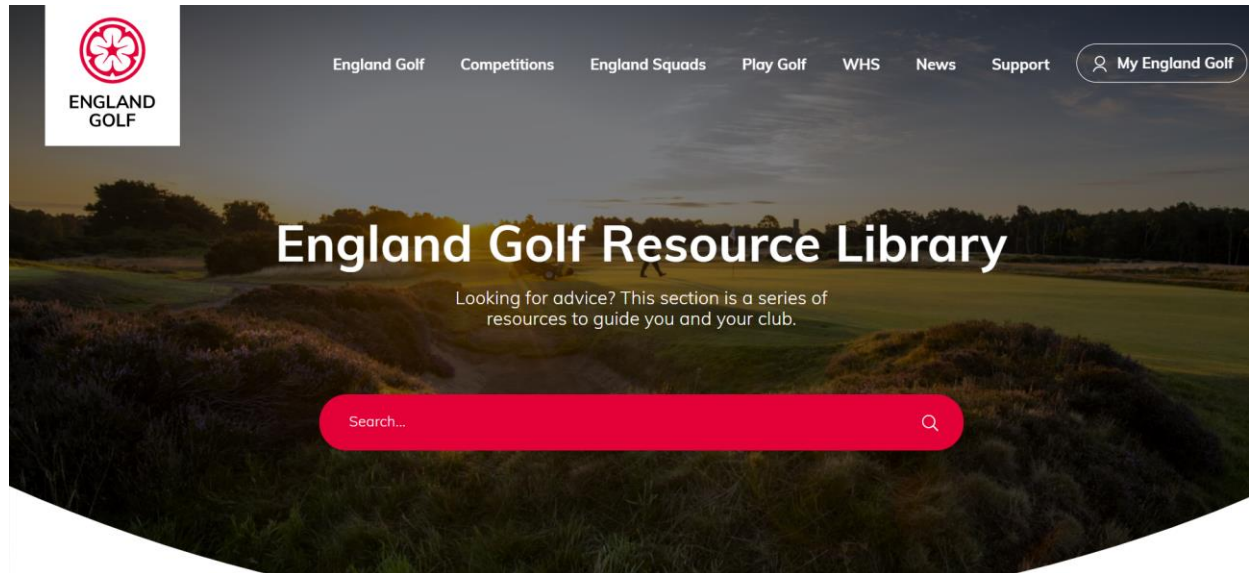 ENGLAND
GOLF
England Golf Competitions England Squads Play Golf WHS News Support My England Golf
England Golf Resource Library
Looking for advice? This section is a series of
resources to guide you and your club.
Search...